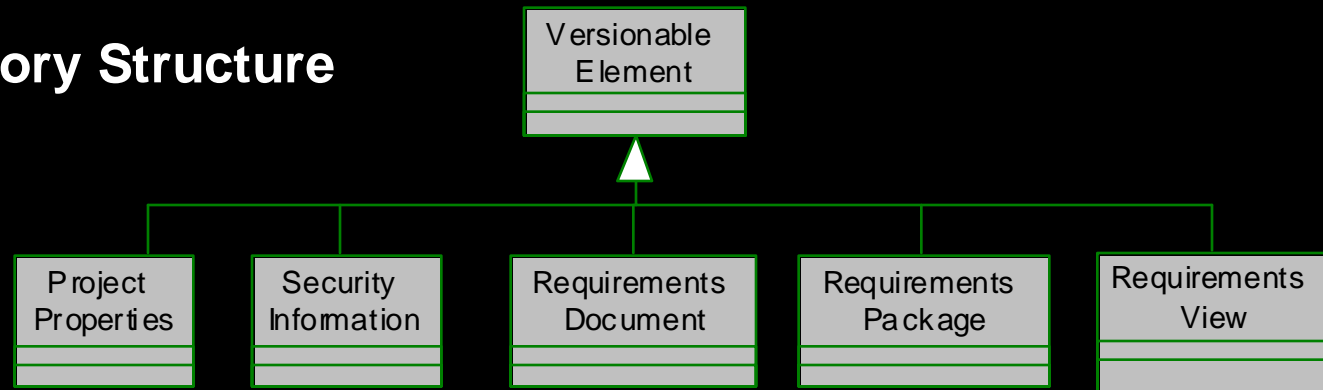 ory Structure
Versionable
Element
Project
Properties
Security
Information
Requirements
Document
Requirements
Package
Requirements
View